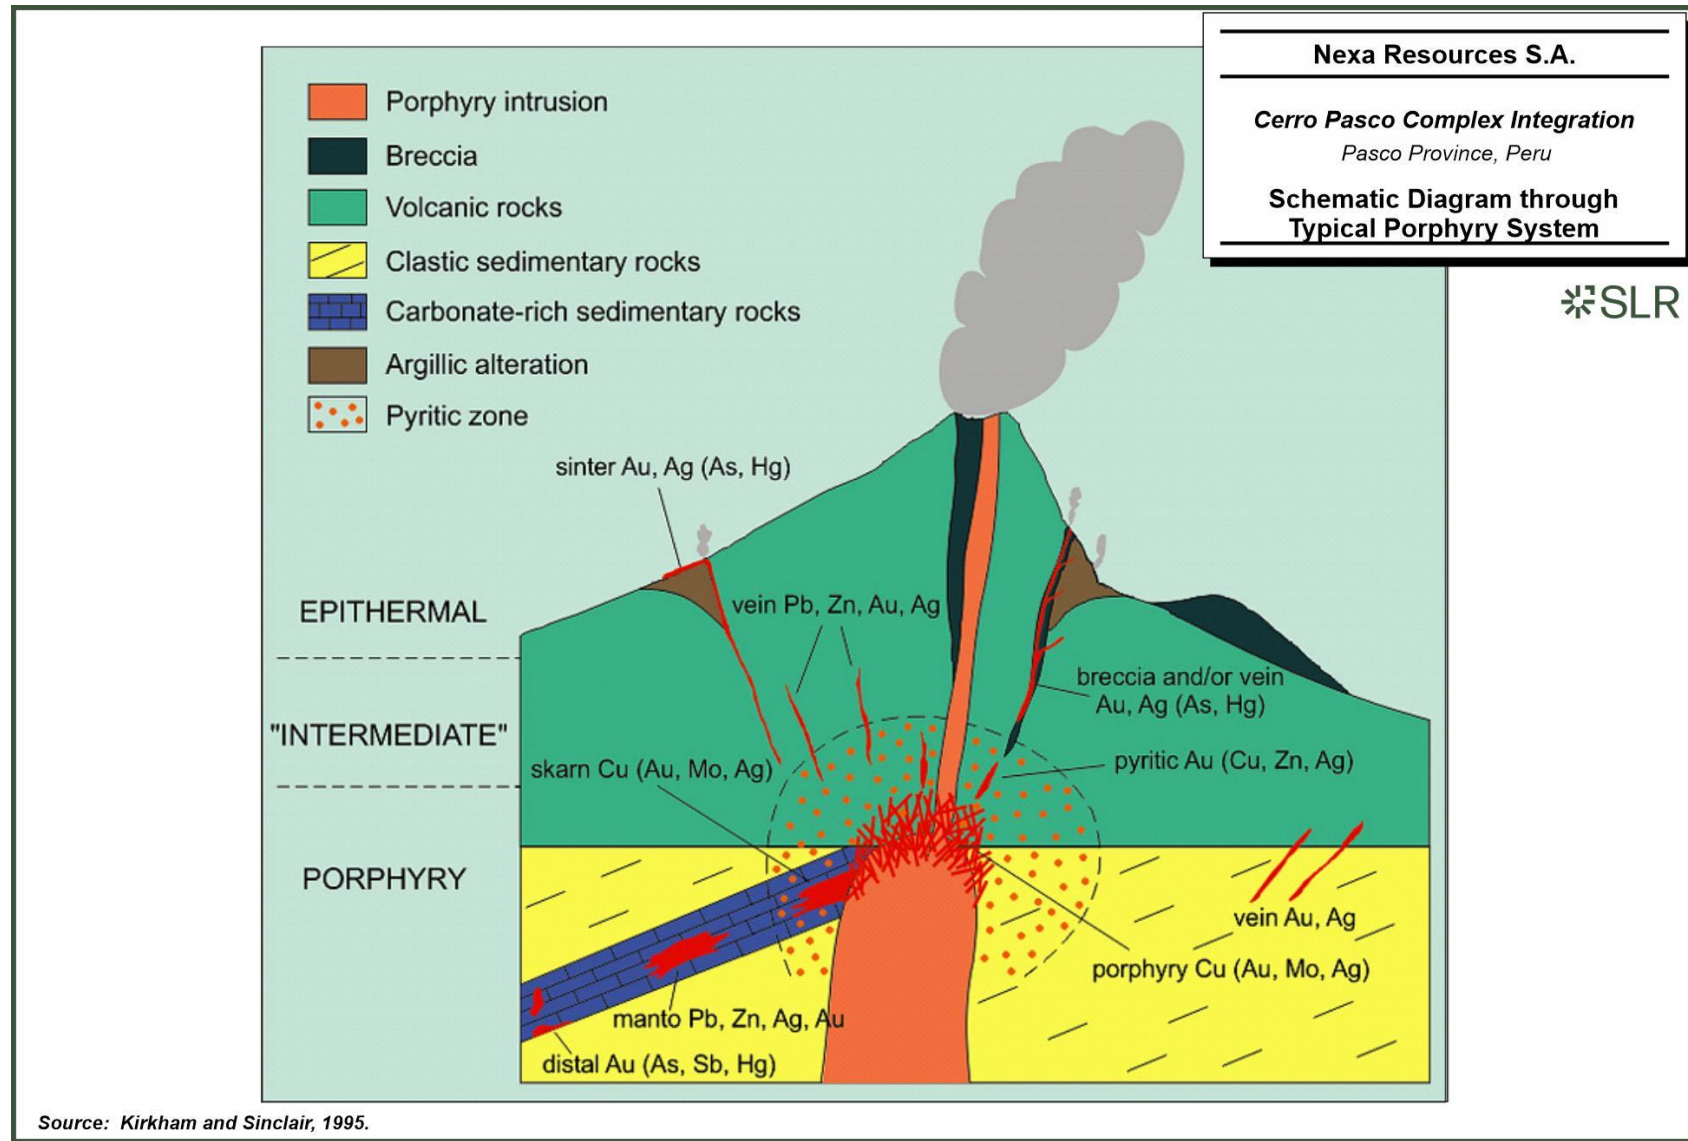 Nexa Resources S.A.
Cerro Pasco Complex Integration
Pasco Province, Peru
Schematic Diagram through
Typical Porphyry System
SLR
Porphyry intrusion
Breccia
Volcanic rocks
Clastic sedimentary rocks
Carbonate-rich sedimentary rocks
Argillic alteration
Pyritic zone
sinter Au, Ag (As, Hg)
EPITHERMAL
vein Pb, Zn, Au, Ag
breccia and/or vein
Au, Ag (As, Hg)
"INTERMEDIATE"
skarn Cu (Au, Mo, Ag)
pyritic Au (Cu, Zn, Ag)
PORPHYRY
vein Au, Ag
porphyry Cu (Au, Mo, Ag)
manto Pb, Zn, Ag, Au
distal Au (As, Sb, Hg)
Source: Kirkham and Sinclair, 1995.